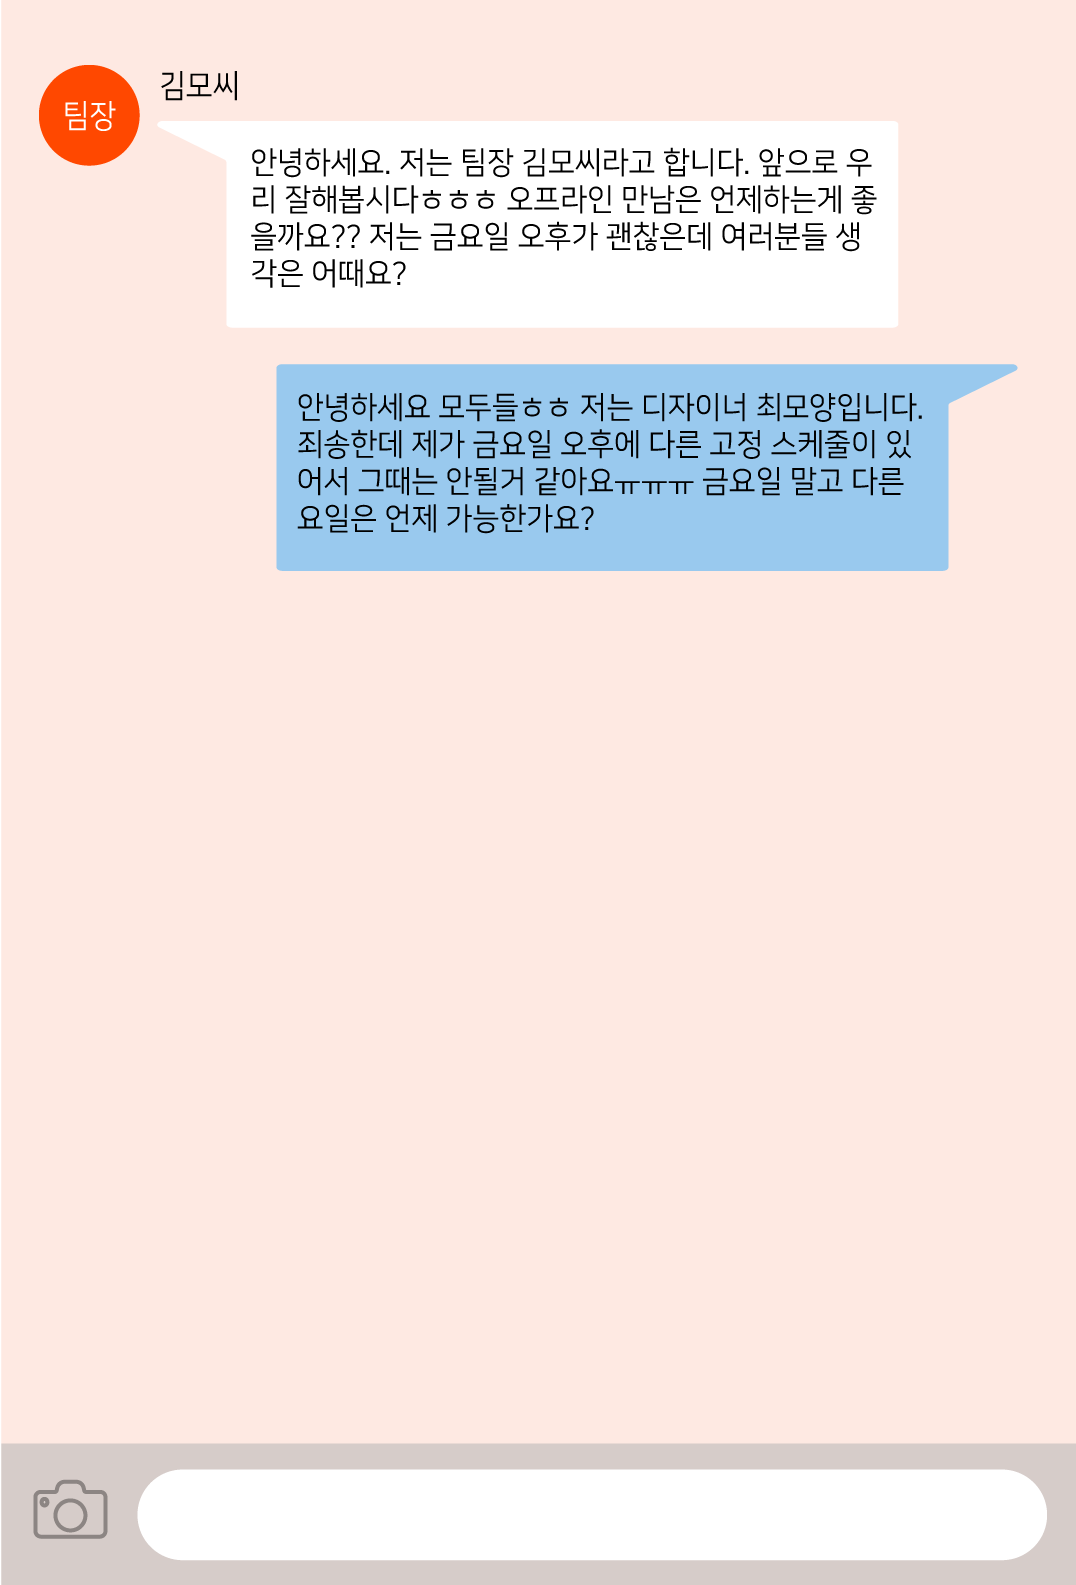 팀장
김모씨
안녕하세요. 저는 팀장 김모씨라고 합니다. 앞으로 우
리 잘해봅시다ㅎㅎㅎ 오프라인 만남은 언제하는게 좋
을까요?? 저는 금요일 오후가 괜찮은데 여러분들 생
각은 어때요?
안녕하세요 모두들ㅎㅎ 저는 디자이너 최모양입니다.
죄송한데 제가 금요일 오후에 다른 고정 스케줄이 있
어서 그때는 안될거 같아요ㅠㅠㅠ 금요일 말고 다른
요일은 언제 가능한가요?